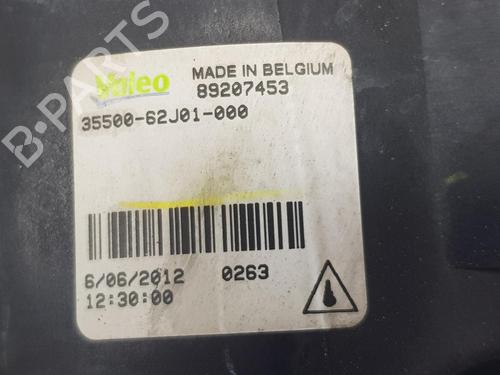 B-PARTS
Valeo
MADE IN BELGIUM
89207453
35500-62J01-000
6/06/2012 0263
12:30:00